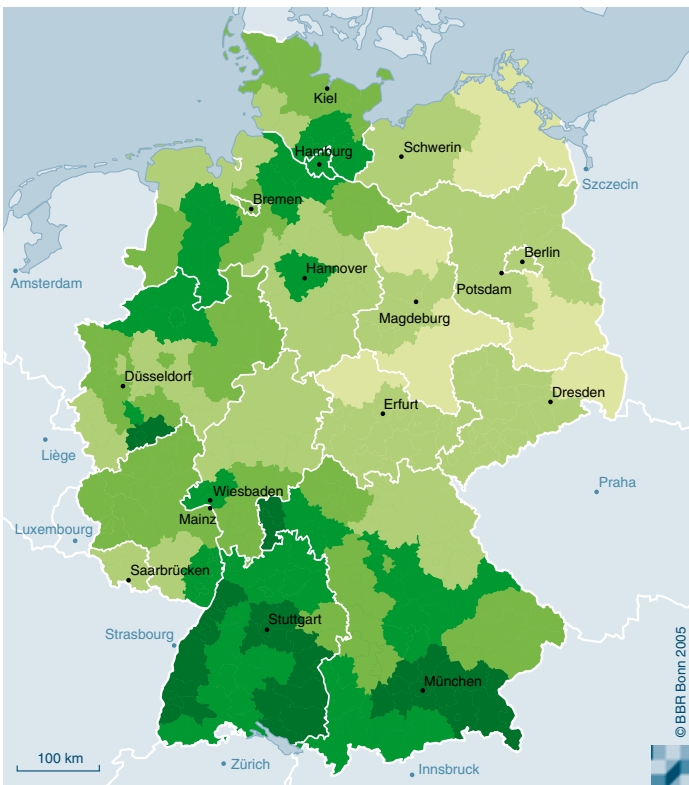 Kiel
Hamburg
Schwerin
Szczecin
Bremen
Berlin
Hannover
Potsdam
Amsterdam
Magdeburg
Düsseldorf
Dresden
Erfurt
Liège
Praha
Wiesbaden
Mainz
Luxembourg
Saarbrücken
Stuttgart
Strasbourg
München
100 km
Zürich
Innsbruck
© BBR Bonn 2005